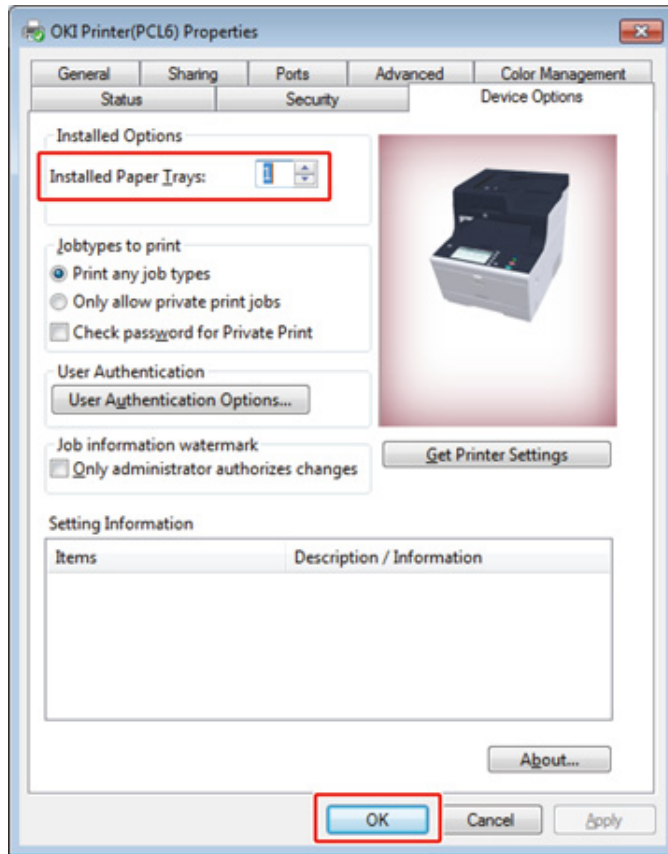 OKI Printer(PCL6) Properties
General Sharing Ports Advanced Color Management
Status Security Device Options
Installed Options
Installed Paper Trays: 1
Jobtypes to print
Print any job types
Only allow private print jobs
Check password for Private Print
User Authentication
User Authentication Options...
Job information watermark
Only administrator authorizes changes
Get Printer Settings
Setting Information
Items Description / Information
About...
OK Cancel Apply